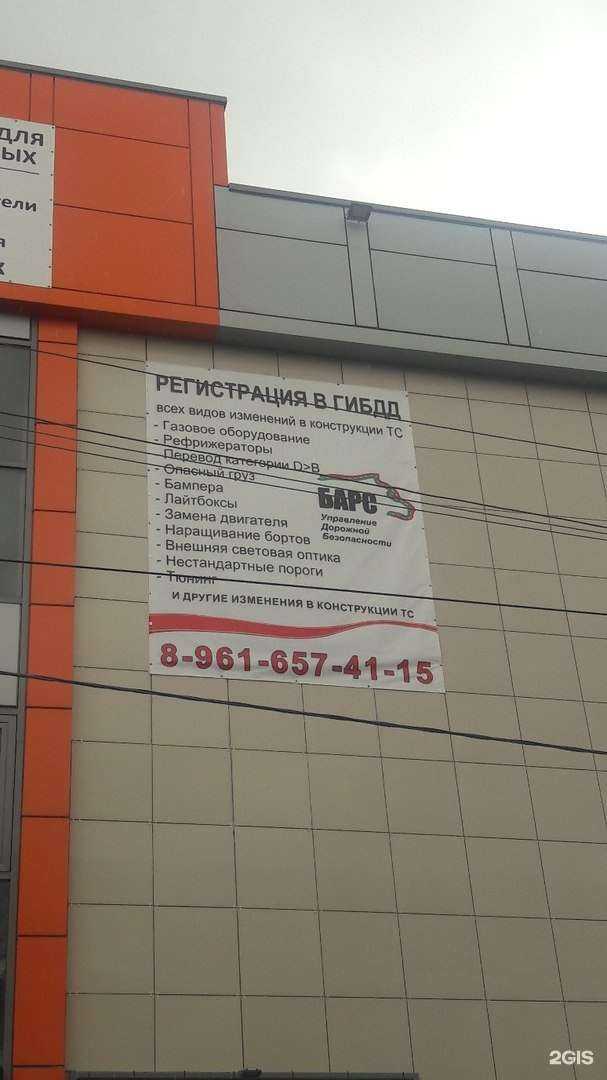 ДЛЯ
ЫХ
ели
я
х
РЕГИСТРАЦИЯ В ГИБДД
всех видов изменений в конструкции ТС
- Газовое оборудование
- Рефрижераторы
- Перевод категории D>B
- Опасный груз
- Бампера
- Лайтбоксы
- Замена двигателя
- Наращивание бортов
- Внешняя световая оптика
- Нестандартные пороги
- Тюнинг
БАРС
Управление
Дорожной
Безопасности
И ДРУГИЕ ИЗМЕНЕНИЯ В КОНСТРУКЦИИ ТС
8-961-657-41-15
2GIS